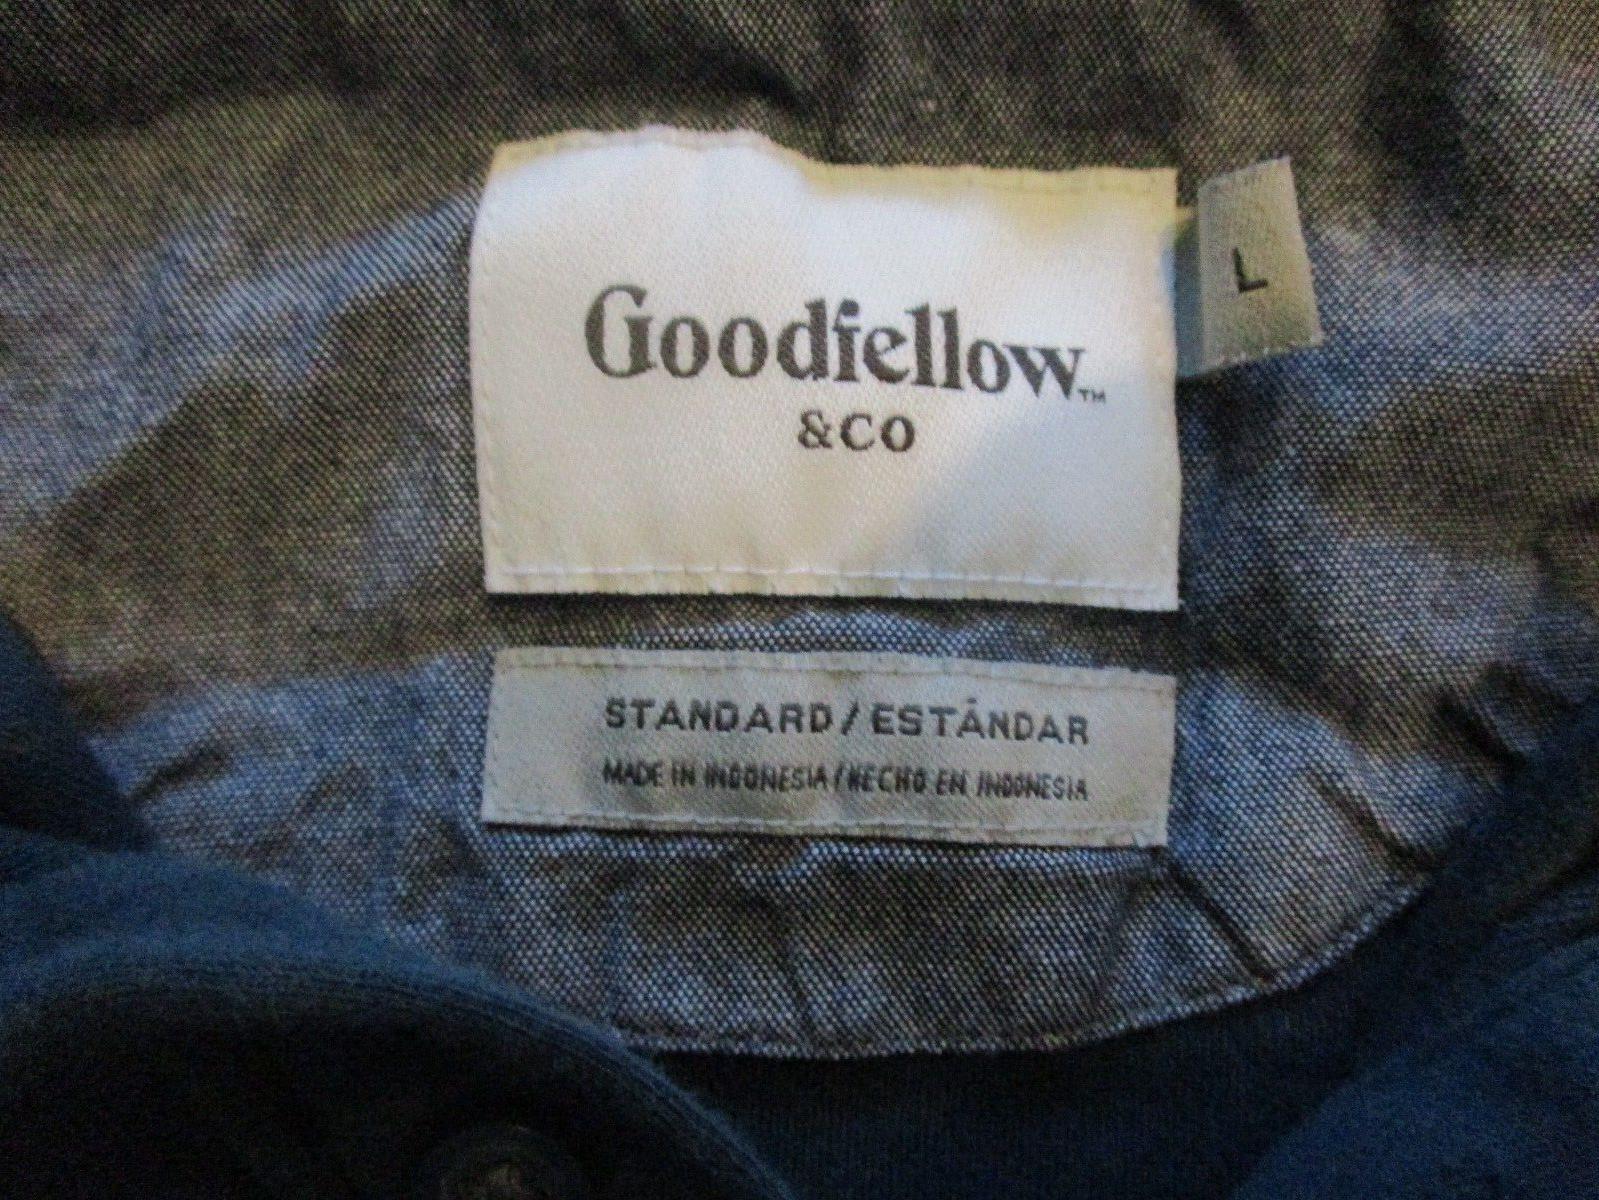 Goodfellow™
&CO
L
STANDARD/ESTÁNDAR
MADE IN INDONESIA/HECHO EN INDONESIA